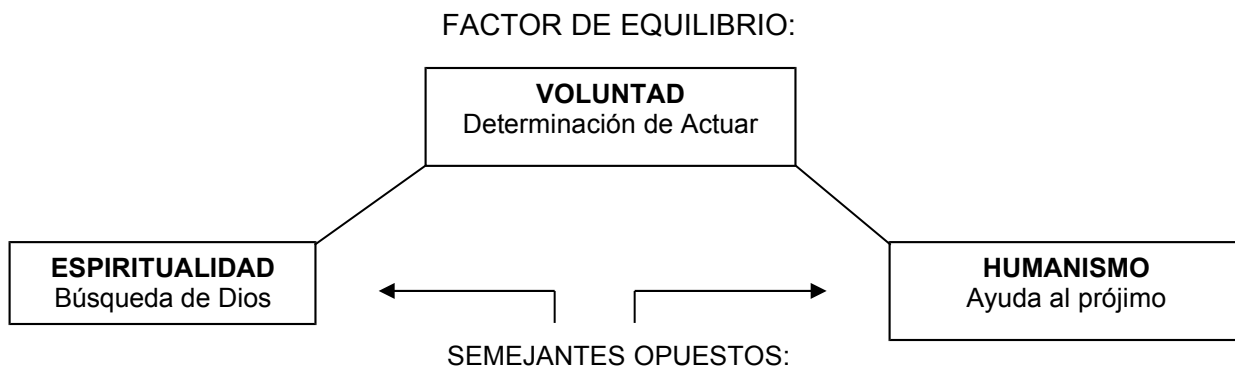 FACTOR DE EQUILIBRIO:
VOLUNTAD
Determinación de Actuar
ESPIRITUALIDAD
Búsqueda de Dios
HUMANISMO
Ayuda al prójimo
SEMEJANTES OPUESTOS: